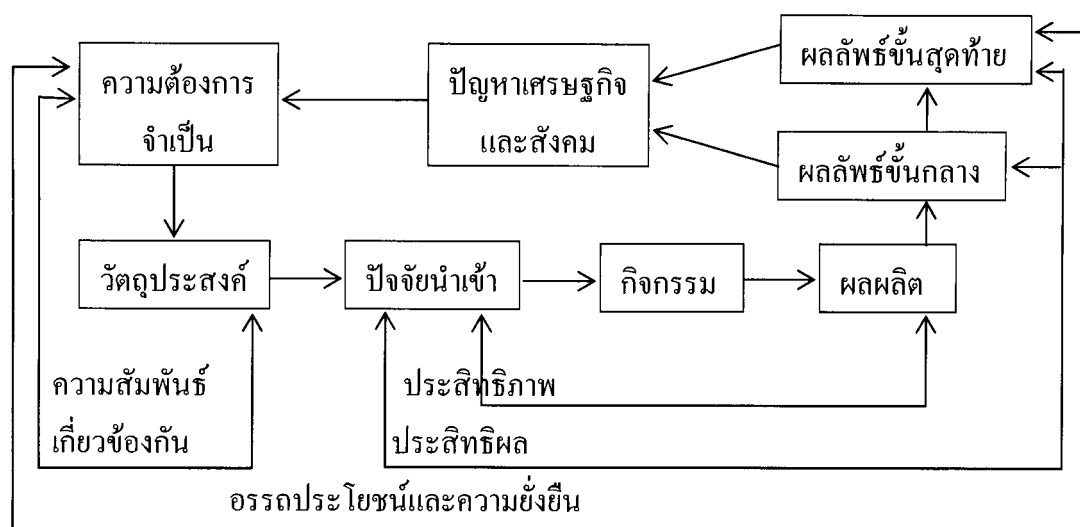 ความต้องการ
จำเป็น
ปัญหาเศรษฐกิจ
และสังคม
ผลลัพธ์ขั้นสุดท้าย
ผลลัพธ์ขั้นกลาง
วัตถุประสงค์
ปัจจัยนำเข้า
กิจกรรม
ผลผลิต
ความสัมพันธ์
เกี่ยวข้องกัน
ประสิทธิภาพ
ประสิทธิผล
อรรถประโยชน์และความยั่งยืน